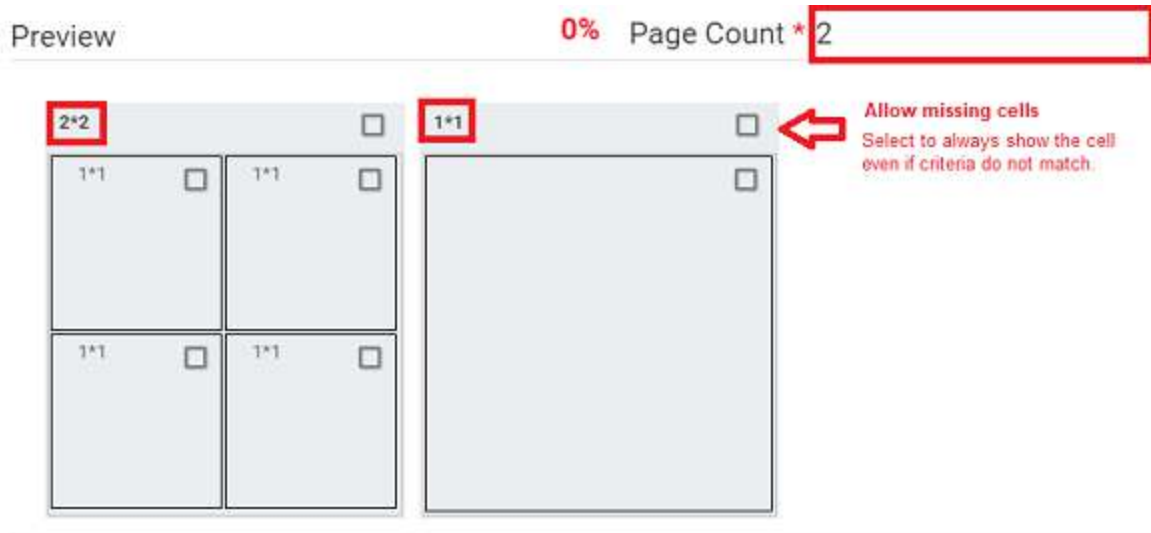 Preview 0% Page Count * 2
2*2 1*1 Allow missing cells
Select to always show the cell
even if criteria do not match.
1*1 1*1
1*1 1*1